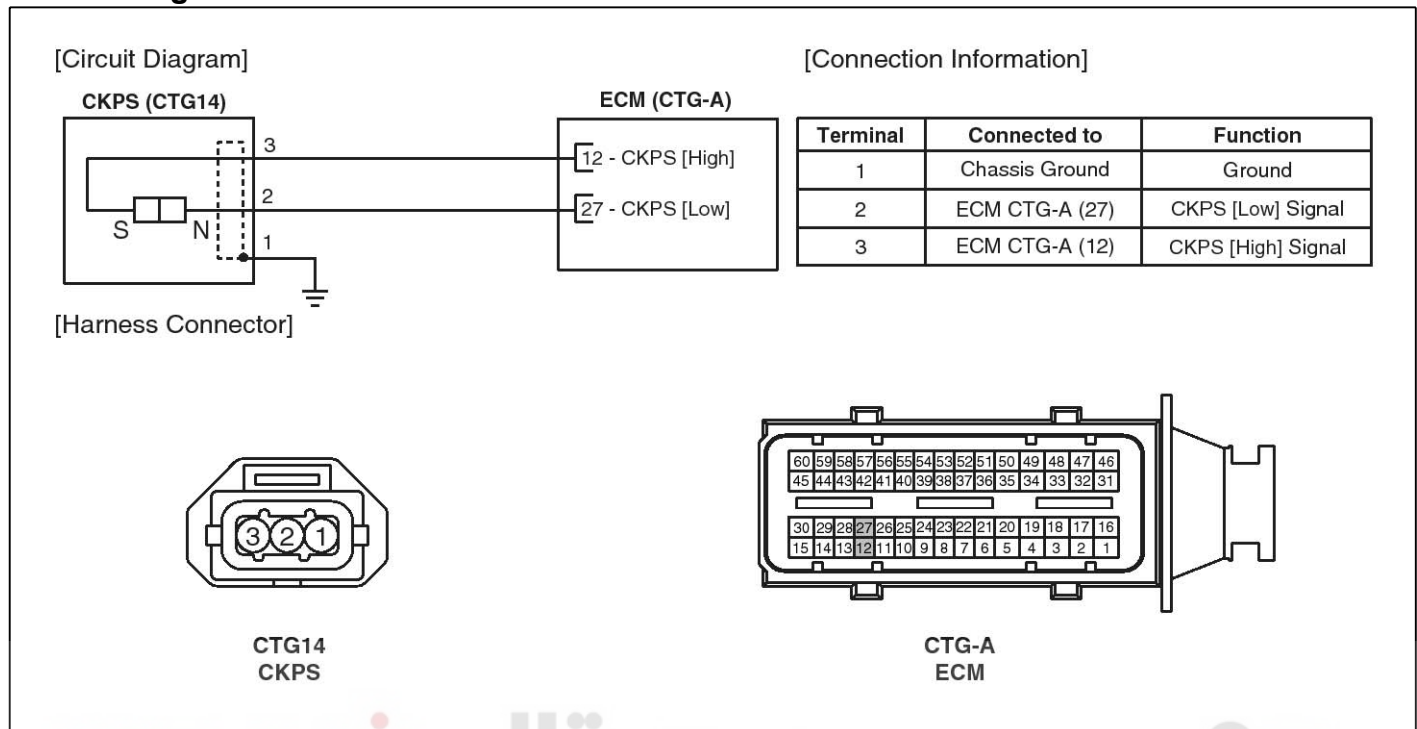 [Circuit Diagram]
CKPS (CTG14)
ECM (CTG-A)
3
12 - CKPS [High]
2
27 - CKPS [Low]
S
N
1
[Connection Information]
Terminal Connected to Function
1 Chassis Ground Ground
2 ECM CTG-A (27) CKPS [Low] Signal
3 ECM CTG-A (12) CKPS [High] Signal
[Harness Connector]
3 2 1
CTG14
CKPS
60 59 58 57 56 55 54 53 52 51 50 49 48 47 46
45 44 43 42 41 40 39 38 37 36 35 34 33 32 31
30 29 28 27 26 25 24 23 22 21 20 19 18 17 16
15 14 13 12 11 10 9 8 7 6 5 4 3 2 1
CTG-A
ECM